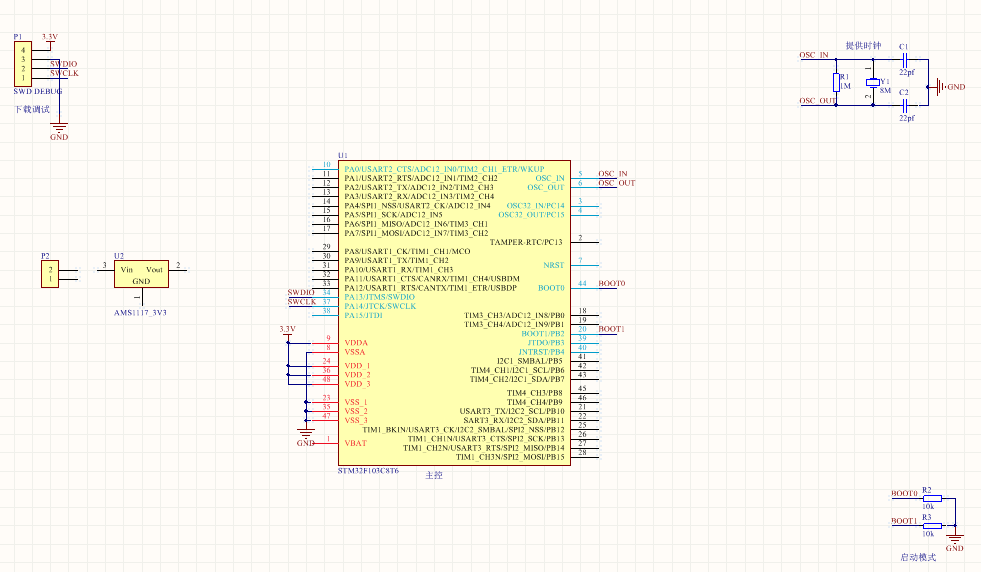 P1
3.3V
4
3
2
1
SWDIO
SWCLK
SWD DEBUG
下载调试
GND
提供时钟
OSC_IN
OSC_OUT
R1
1M
1
2
Y1
8M
C1
22pf
C2
22pf
GND
U1
10 PA0/USART2_CTS/ADC12_IN0/TIM2_CH1_ETR/WKUP
11 PA1/USART2_RTS/ADC12_IN1/TIM2_CH2
12 PA2/USART2_TX/ADC12_IN2/TIM2_CH3
13 PA3/USART2_RX/ADC12_IN3/TIM2_CH4
14 PA4/SPI1_NSS/USART2_CK/ADC12_IN4
15 PA5/SPI1_SCK/ADC12_IN5
16 PA6/SPI1_MISO/ADC12_IN6/TIM3_CH1
17 PA7/SPI1_MOSI/ADC12_IN7/TIM3_CH2
29 PA8/USART1_CK/TIM1_CH1/MCO
30 PA9/USART1_TX/TIM1_CH2
31 PA10/USART1_RX/TIM1_CH3
32 PA11/USART1_CTS/CANRX/TIM1_CH4/USBDM
33 PA12/USART1_RTS/CANTX/TIM1_ETR/USBDP
SWDIO 34 PA13/JTMS/SWDIO
SWCLK 37 PA14/JTCK/SWCLK
38 PA15/JTDI
3.3V
9 VDDA
8 VSSA
24 VDD_1
36 VDD_2
48 VDD_3
23 VSS_1
35 VSS_2
47 VSS_3
GND
1 VBAT
OSC_IN 5 OSC_IN
OSC_OUT 6 OSC_OUT
OSC32_IN/PC14 3
OSC32_OUT/PC15 4
TAMPER-RTC/PC13 2
NRST 7
BOOT0 44 BOOT0
TIM3_CH3/ADC12_IN8/PB0 18
TIM3_CH4/ADC12_IN9/PB1 19
BOOT1/PB2 20 BOOT1
JTDO/PB3 39
JNTRST/PB4 40
I2C1_SMBAL/PB5 41
TIM4_CH1/I2C1_SCL/PB6 42
TIM4_CH2/I2C1_SDA/PB7 43
TIM4_CH3/PB8 45
TIM4_CH4/PB9 46
USART3_TX/I2C2_SCL/PB10 21
SART3_RX/I2C2_SDA/PB11 22
TIM1_BKIN/USART3_CK/I2C2_SMBAL/SPI2_NSS/PB12 25
TIM1_CH1N/USART3_CTS/SPI2_SCK/PB13 26
TIM1_CH2N/USART3_RTS/SPI2_MISO/PB14 27
TIM1_CH3N/SPI2_MOSI/PB15 28
STM32F103C8T6
主控
P2
2
1
U2
3 Vin Vout 2
GND
1
AMS1117_3V3
BOOT0 R2
10k
BOOT1 R3
10k
GND
启动模式